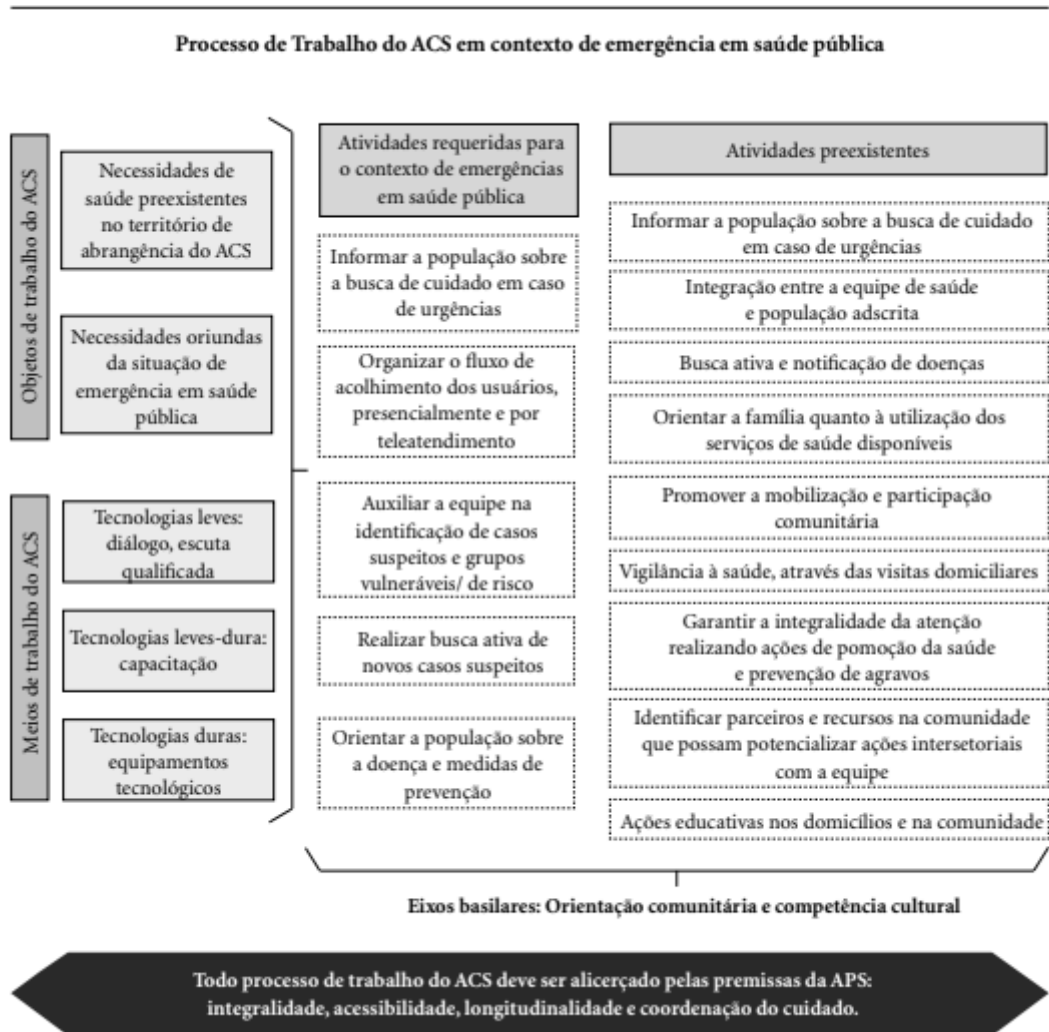 Processo de Trabalho do ACS em contexto de emergência em saúde pública
Objetos de trabalho do ACS
Necessidades de
saúde preexistentes
no território de
abrangência do ACS
Necessidades oriundas
da situação de
emergência em saúde
pública
Meios de trabalho do ACS
Tecnologias leves:
diálogo, escuta
qualificada
Tecnologias leves-dura:
capacitação
Tecnologias duras:
equipamentos
tecnológicos
Atividades requeridas para
o contexto de emergências
em saúde pública
Informar a população sobre
a busca de cuidado em caso
de urgências
Organizar o fluxo de
acolhimento dos usuários,
presencialmente e por
teleatendimento
Auxiliar a equipe na
identificação de casos
suspeitos e grupos
vulneráveis/ de risco
Realizar busca ativa de
novos casos suspeitos
Orientar a população sobre
a doença e medidas de
prevenção
Atividades preexistentes
Informar a população sobre a busca de cuidado
em caso de urgências
Integração entre a equipe de saúde
e população adscrita
Busca ativa e notificação de doenças
Orientar a família quanto à utilização dos
serviços de saúde disponíveis
Promover a mobilização e participação
comunitária
Vigilância à saúde, através das visitas domiciliares
Garantir a integralidade da atenção
realizando ações de pomoção da saúde
e prevenção de agravos
Identificar parceiros e recursos na comunidade
que possam potencializar ações intersetoriais
com a equipe
Ações educativas nos domicílios e na comunidade
Eixos basilares: Orientação comunitária e competência cultural
Todo processo de trabalho do ACS deve ser alicerçado pelas premissas da APS:
integralidade, acessibilidade, longitudinalidade e coordenação do cuidado.